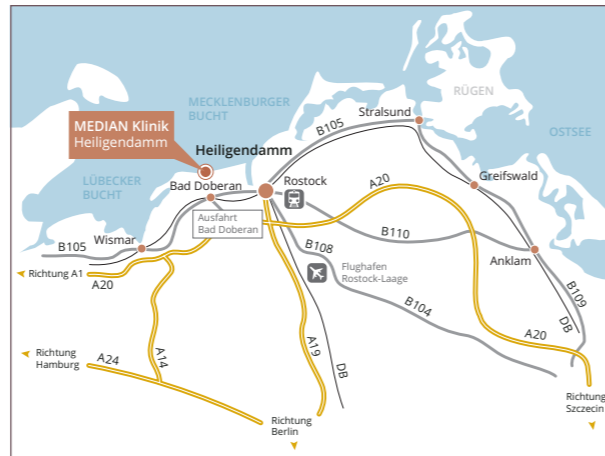 MECKLENBURGER
BUCHT
RÜGEN
Stralsund
B105
OSTSEE
MEDIAN Klinik
Heiligendamm
Heiligendamm
LÜBECKER
BUCHT
Bad Doberan
Rostock
A20
Greifswald
Ausfahrt
Bad Doberan
B105
Wismar
B110
B108
Anklam
Flughafen
Rostock-Laage
Richtung A1
A20
B109
B104
DB
A20
A19
A14
DB
Richtung
Hamburg
A24
Richtung
Szczecin
Richtung
Berlin